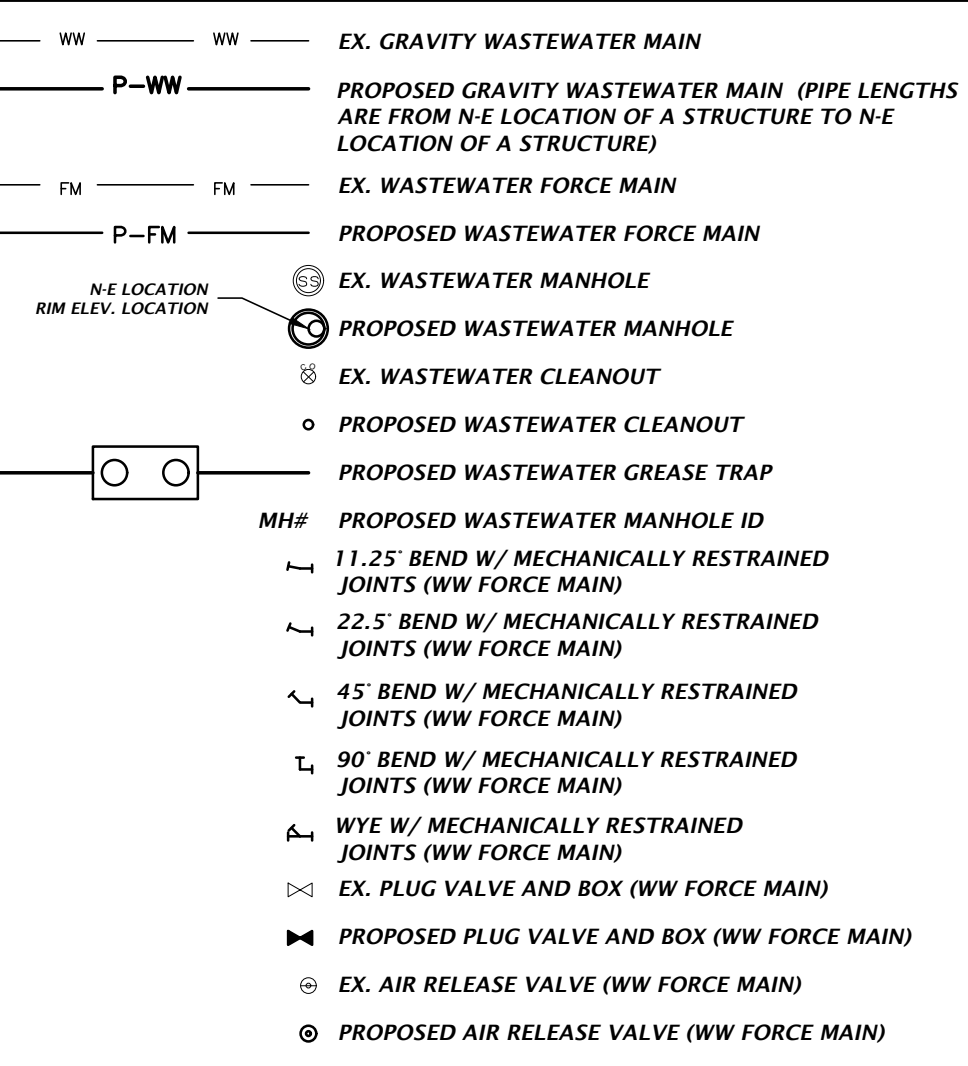 WW WW EX. GRAVITY WASTEWATER MAIN
P-WW PROPOSED GRAVITY WASTEWATER MAIN (PIPE LENGTHS
ARE FROM N-E LOCATION OF A STRUCTURE TO N-E
LOCATION OF A STRUCTURE)
FM FM EX. WASTEWATER FORCE MAIN
P-FM PROPOSED WASTEWATER FORCE MAIN
SS EX. WASTEWATER MANHOLE
N-E LOCATION
RIM ELEV. LOCATION
PROPOSED WASTEWATER MANHOLE
EX. WASTEWATER CLEANOUT
PROPOSED WASTEWATER CLEANOUT
PROPOSED WASTEWATER GREASE TRAP
MH# PROPOSED WASTEWATER MANHOLE ID
11.25° BEND W/ MECHANICALLY RESTRAINED
JOINTS (WW FORCE MAIN)
22.5° BEND W/ MECHANICALLY RESTRAINED
JOINTS (WW FORCE MAIN)
45° BEND W/ MECHANICALLY RESTRAINED
JOINTS (WW FORCE MAIN)
90° BEND W/ MECHANICALLY RESTRAINED
JOINTS (WW FORCE MAIN)
WYE W/ MECHANICALLY RESTRAINED
JOINTS (WW FORCE MAIN)
EX. PLUG VALVE AND BOX (WW FORCE MAIN)
PROPOSED PLUG VALVE AND BOX (WW FORCE MAIN)
EX. AIR RELEASE VALVE (WW FORCE MAIN)
PROPOSED AIR RELEASE VALVE (WW FORCE MAIN)